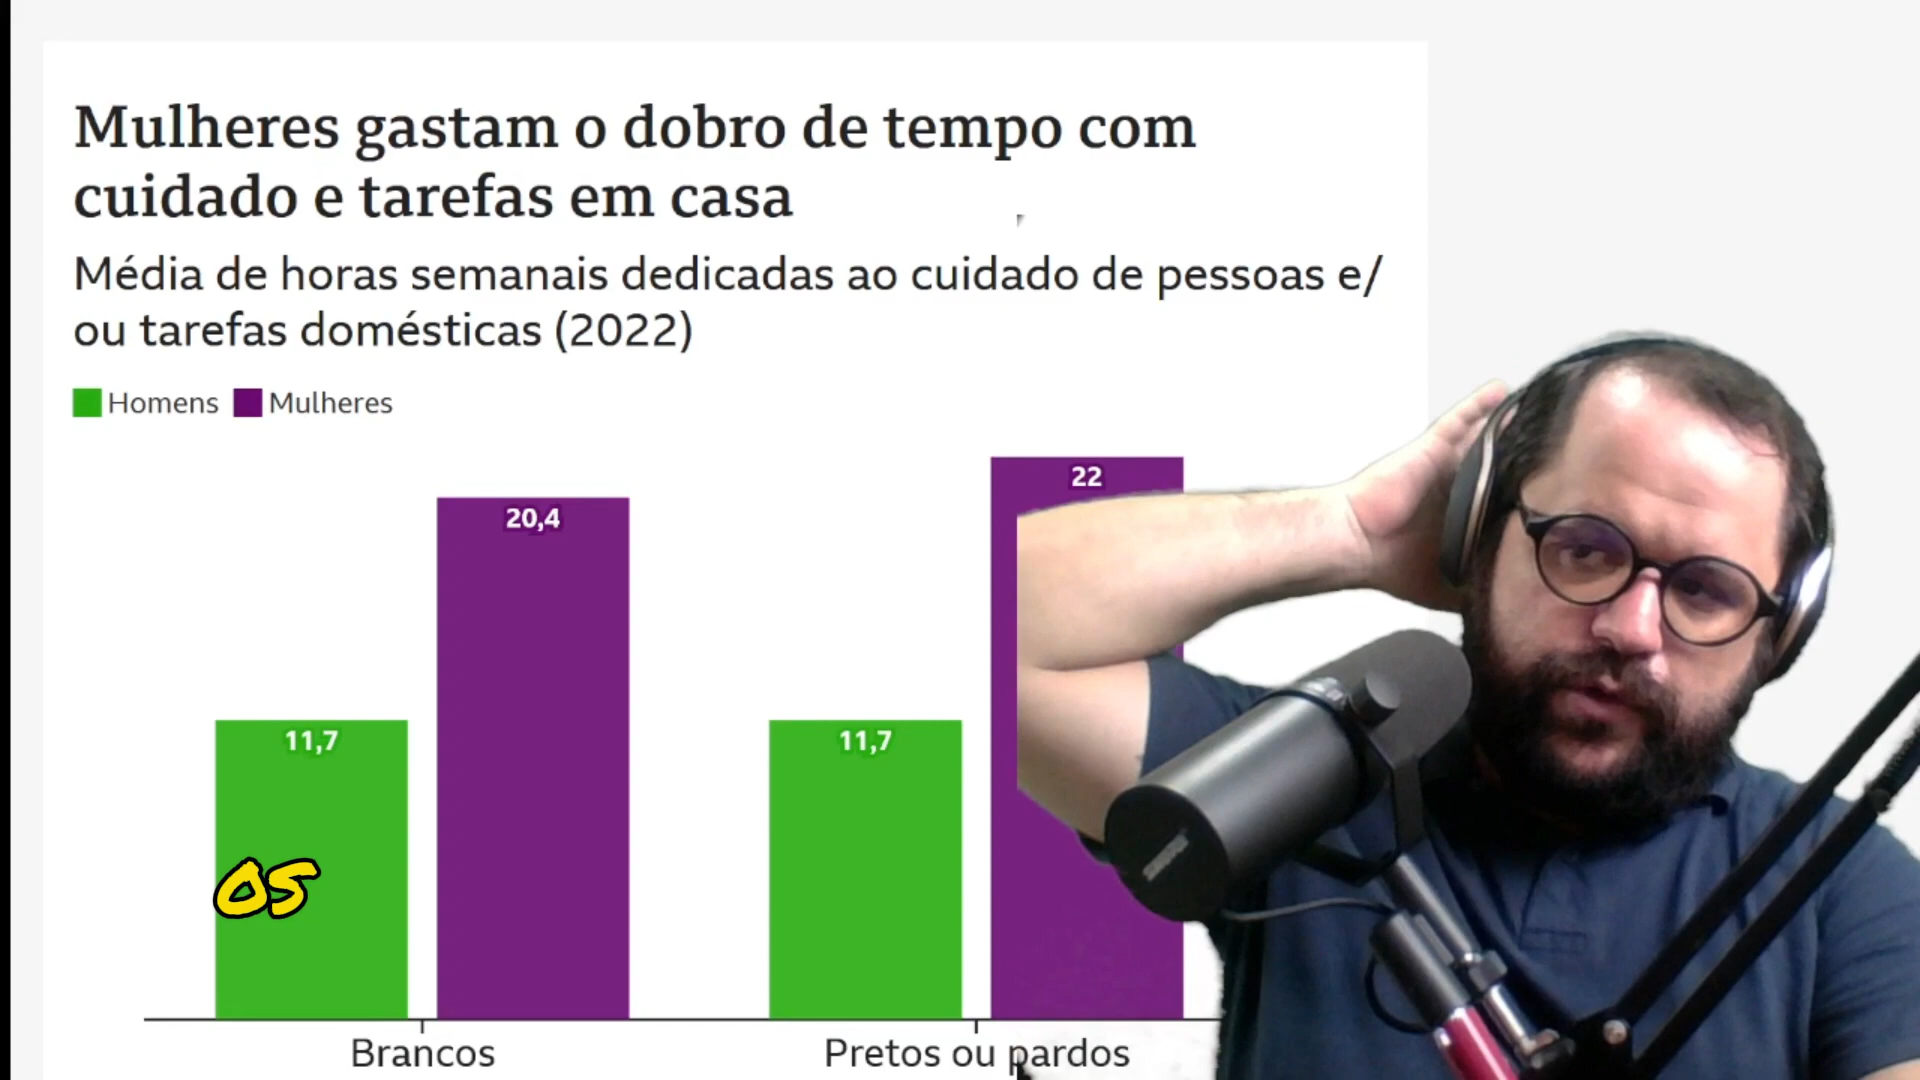 Mulheres gastam o dobro de tempo com
cuidado e tarefas em casa
Média de horas semanais dedicadas ao cuidado de pessoas e/
ou tarefas domésticas (2022)
Homens Mulheres
22
20,4
11,7
11,7
os
Brancos
Pretos ou pardos